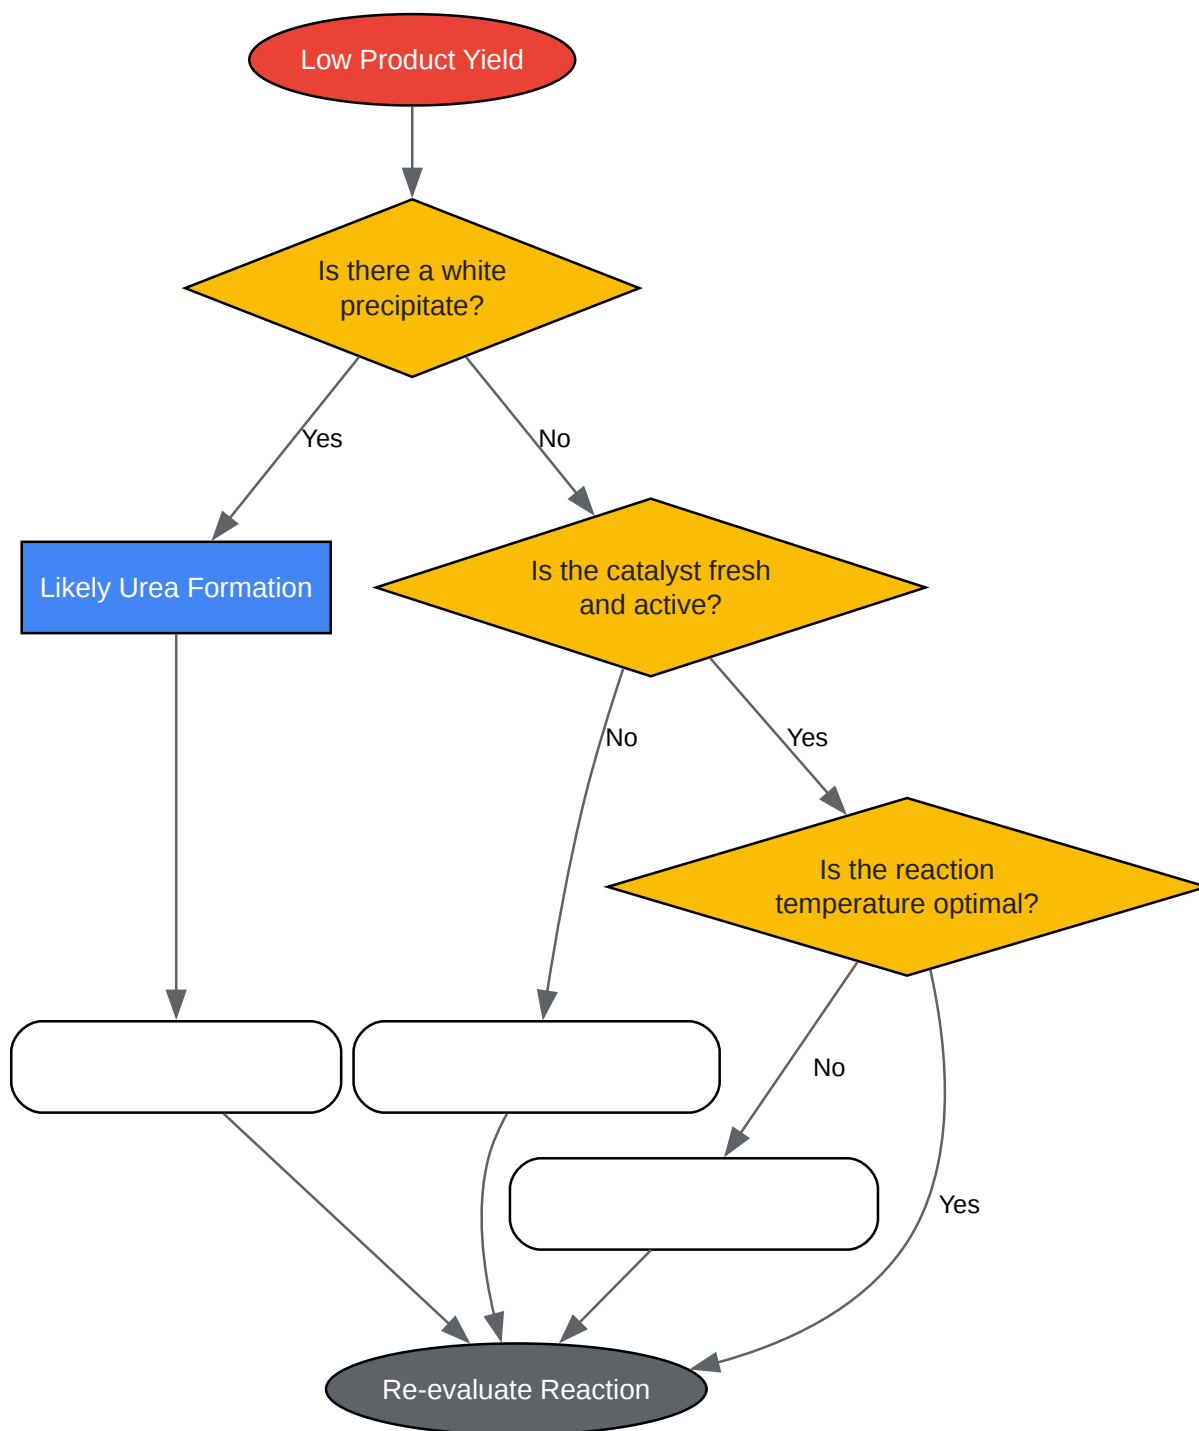 Low Product Yield
Is there a white
precipitate?
Yes
No
Likely Urea Formation
Is the catalyst fresh
and active?
No
Yes
Is the reaction
temperature optimal?
No
Yes
Re-evaluate Reaction